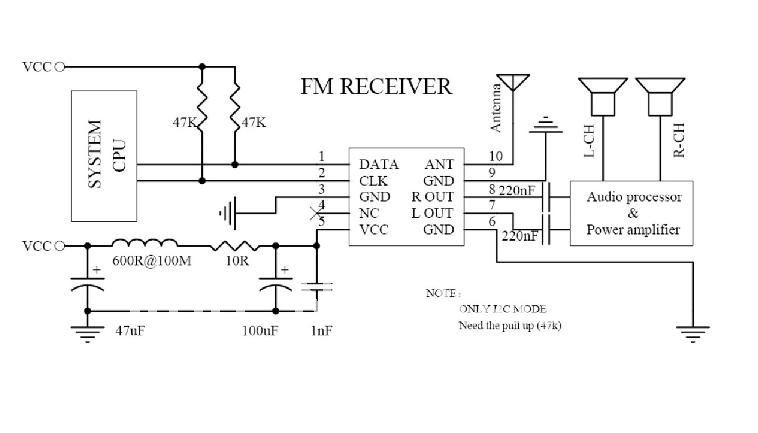 VCC
FM RECEIVER
Antenna
L-CH
R-CH
SYSTEM
CPU
47K
47K
1
2
3
4
5
DATA
CLK
GND
NC
VCC
ANT
GND
R OUT
L OUT
GND
10
9
8
7
6
220nF
220nF
Audio processor
&
Power amplifier
VCC
600R@100M
10R
47uF
100uF
1nF
NOTE :
ONLY I2C MODE
Need the pull up (47k)